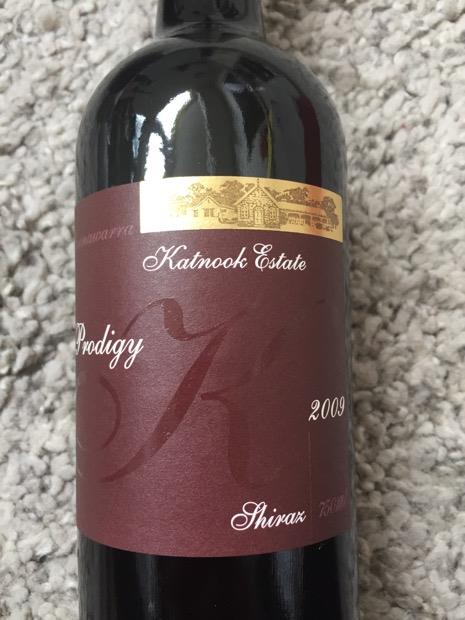 Katnook Estate
Prodigy
2009
Shiraz